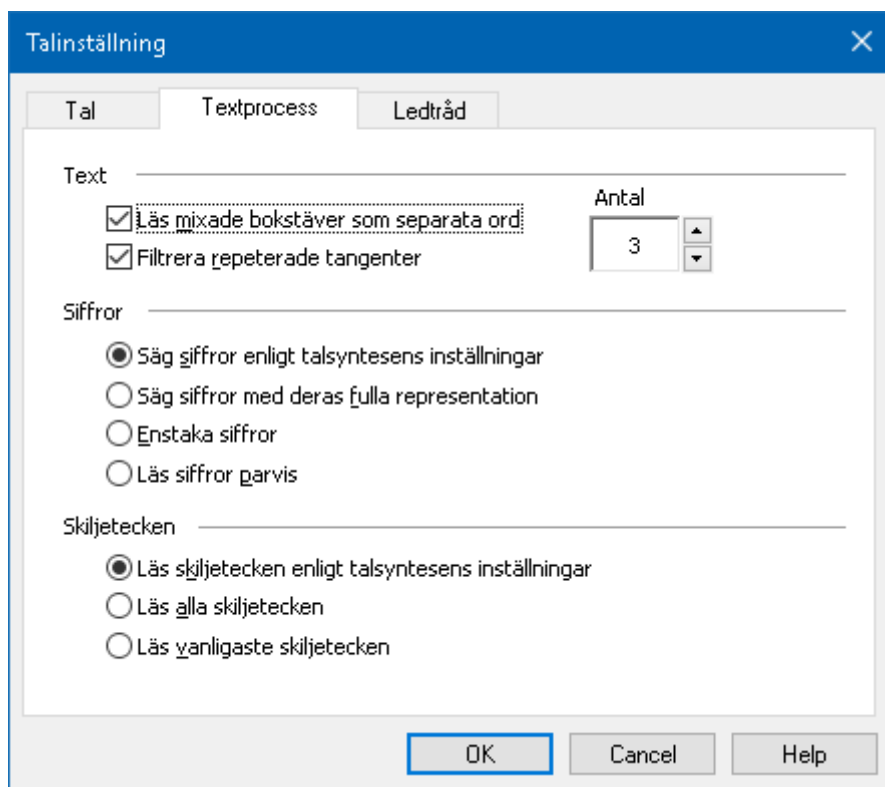 Talinställning
Tal Textprocess Ledtråd
Text
Läs mixade bokstäver som separata ord
Filtrera repeterade tangenter
Antal
3
Siffror
Säg siffror enligt talsyntesens inställningar
Säg siffror med deras fulla representation
Enstaka siffror
Läs siffror parvis
Skiljetecken
Läs skiljetecken enligt talsyntesens inställningar
Läs alla skiljetecken
Läs vanligaste skiljetecken
OK Cancel Help